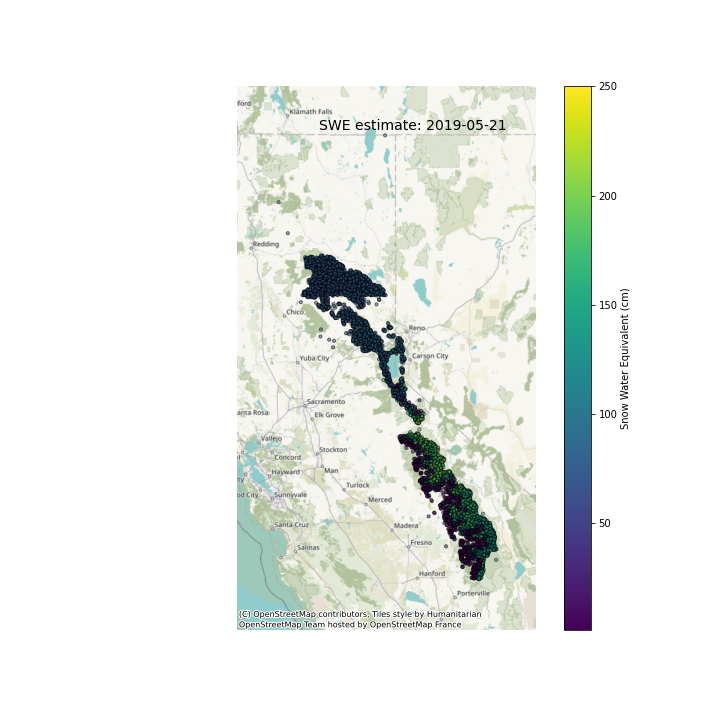 ford
Klamath Falls
SWE estimate: 2019-05-21
Redding
Chico
Reno
Carson City
Yuba City
Sacramento
anta Rosa
Elk Grove
Vallejo
Stockton
Concord
Hayward
Man
Turlock
od City
Sunnyvale
Merced
Santa Cruz
Madera
Salinas
Fresno
Hanford
Porterville
(C) OpenStreetMap contributors, Tiles style by Humanitarian
OpenStreetMap Team hosted by OpenStreetMap France
250
200
150
100
50
Snow Water Equivalent (cm)